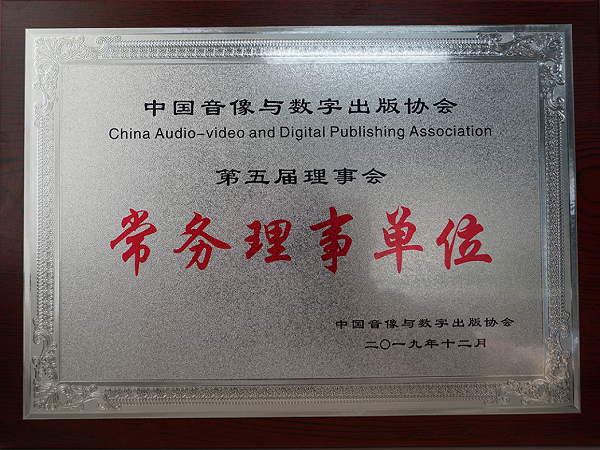 中国音像与数字出版协会
China Audio-video and Digital Publishing Association
第五届理事会
常务理事单位
中国音像与数字出版协会
二〇一九年十二月